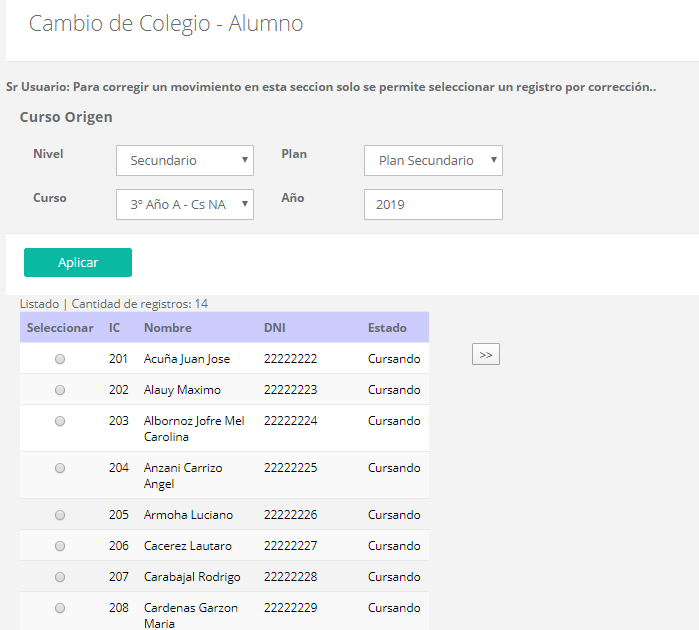 Cambio de Colegio - Alumno
Sr Usuario: Para corregir un movimiento en esta seccion solo se permite seleccionar un registro por corrección..
Curso Origen
Nivel Secundario Plan Plan Secundario
Curso 3º Año A - Cs NA Año 2019
Aplicar
Listado | Cantidad de registros: 14
Seleccionar IC Nombre DNI Estado
201 Acuña Juan Jose 22222222 Cursando
>>
202 Alauy Maximo 22222223 Cursando
203 Albornoz Jofre Mel 22222224 Cursando
Carolina
204 Anzani Carrizo 22222225 Cursando
Angel
205 Armoha Luciano 22222226 Cursando
206 Cacerez Lautaro 22222227 Cursando
207 Carabajal Rodrigo 22222228 Cursando
208 Cardenas Garzon 22222229 Cursando
Maria